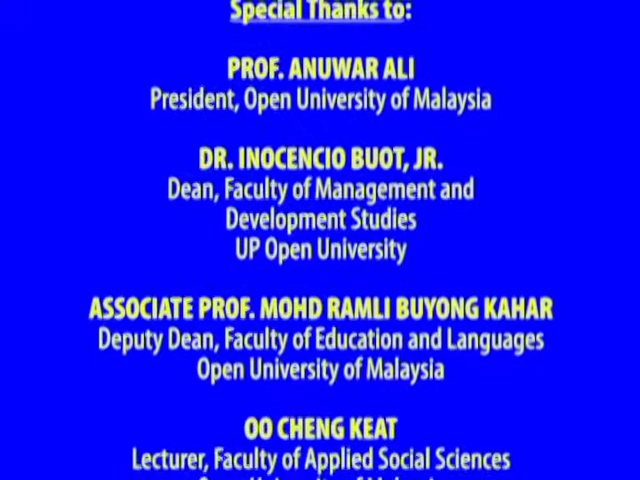 Special Thanks to:
PROF. ANUWAR ALI
President, Open University of Malaysia
DR. INOCENCIO BUOT, JR.
Dean, Faculty of Management and
Development Studies
UP Open University
ASSOCIATE PROF. MOHD RAMLI BUYONG KAHAR
Deputy Dean, Faculty of Education and Languages
Open University of Malaysia
OO CHENG KEAT
Lecturer, Faculty of Applied Social Sciences